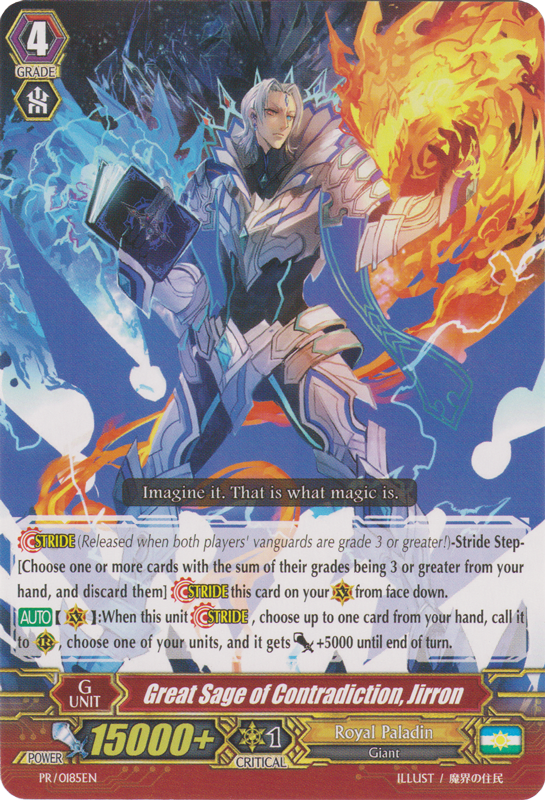 4
GRADE
Imagine it. That is what magic is.
STRIDE (Released when both players' vanguards are grade 3 or greater!)-Stride Step-
[Choose one or more cards with the sum of their grades being 3 or greater from your
hand, and discard them] STRIDE this card on your V from face down.
AUTO 【 V 】:When this unit STRIDE , choose up to one card from your hand, call it
to R , choose one of your units, and it gets +5000 until end of turn.
G
UNIT
Great Sage of Contradiction, Jirron
POWER
15000+
1
CRITICAL
Royal Paladin
Giant
PR/0185EN
ILLUST / 魔界の住民